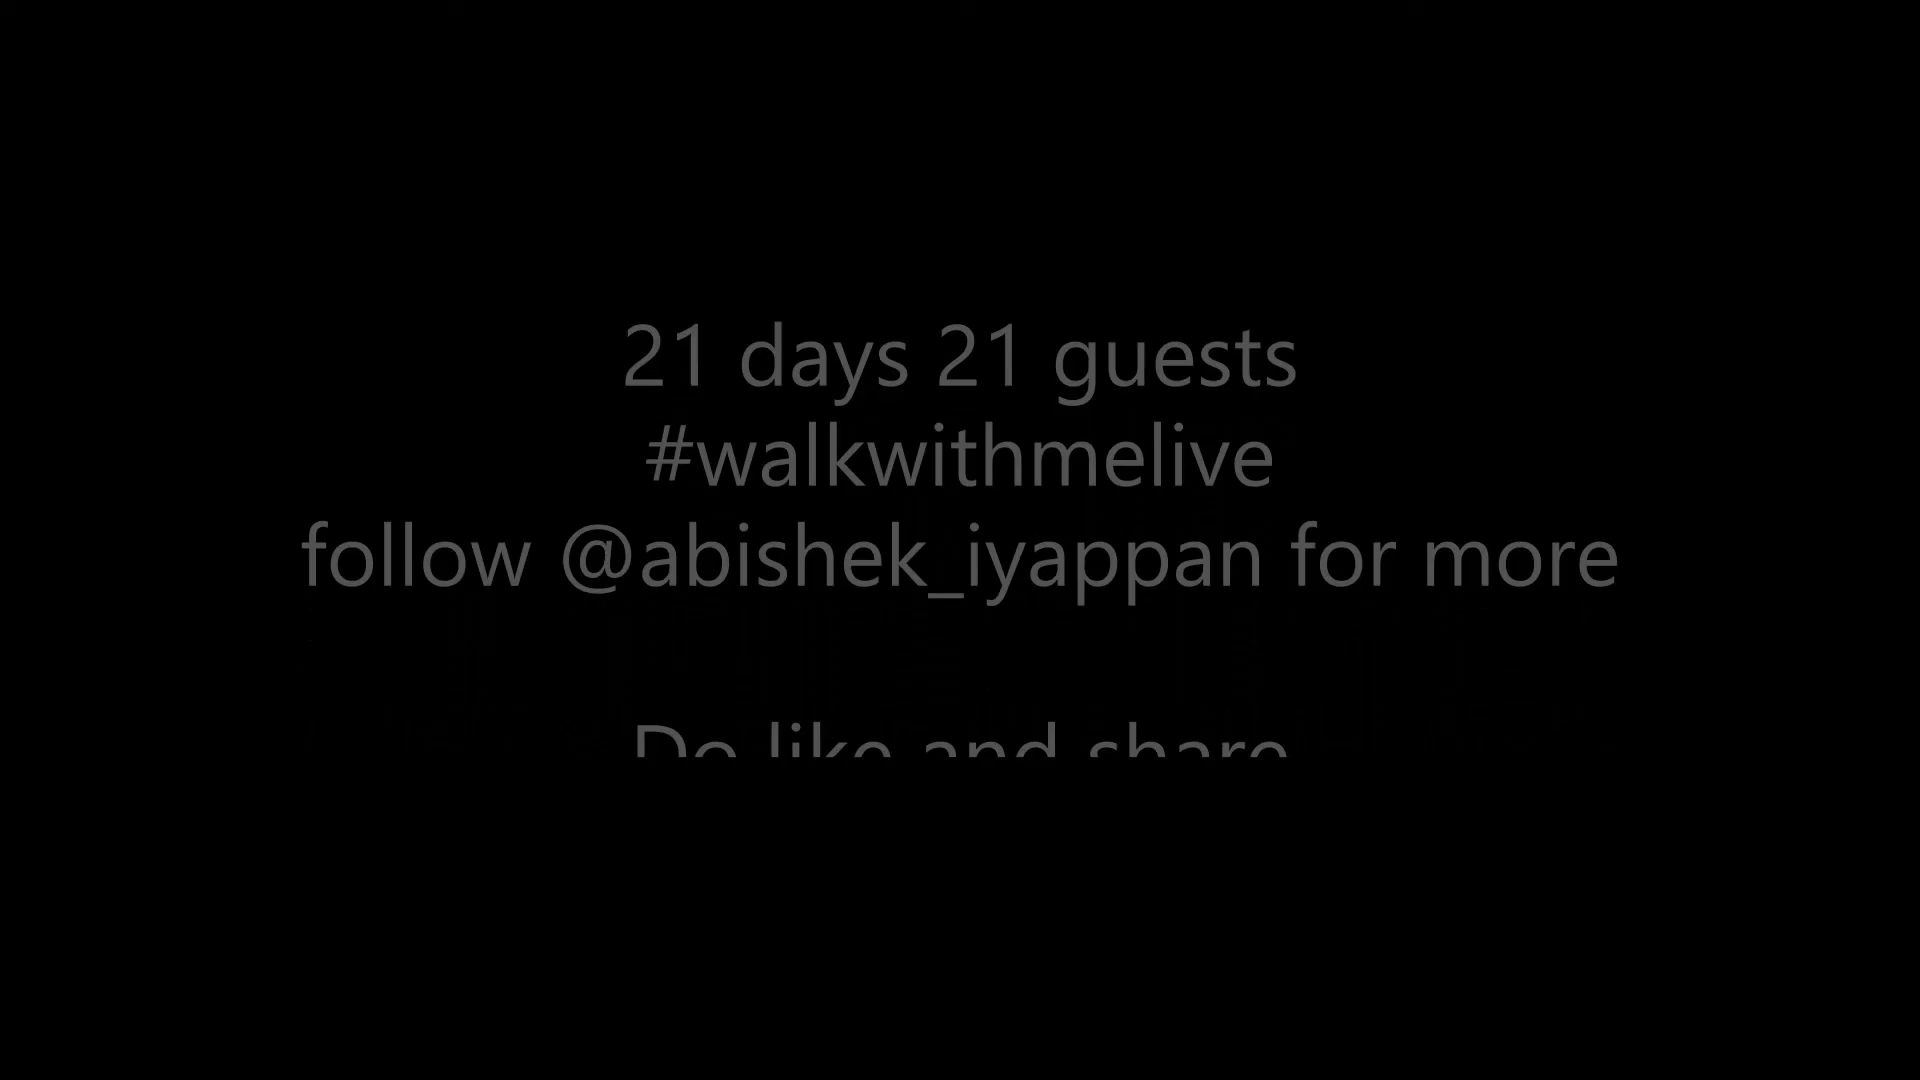 21 days 21 guests
#walkwithmelive
follow @abishek_iyappan for more
Do like and share